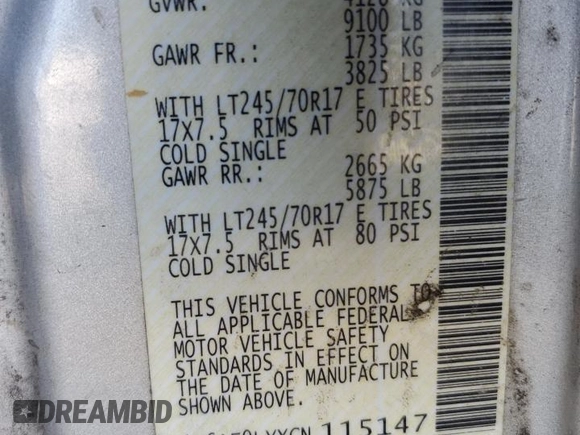 GVWR: 4128 KG
9100 LB
GAWR FR.: 1735 KG
3825 LB
WITH LT245/70R17 E TIRES
17X7.5 RIMS AT 50 PSI
COLD SINGLE
GAWR RR.: 2665 KG
5875 LB
WITH LT245/70R17 E TIRES
17X7.5 RIMS AT 80 PSI
COLD SINGLE
THIS VEHICLE CONFORMS TO
ALL APPLICABLE FEDERAL
MOTOR VEHICLE SAFETY
STANDARDS IN EFFECT ON
THE DATE OF MANUFACTURE
SHOWN ABOVE.
115147
DREAMBID